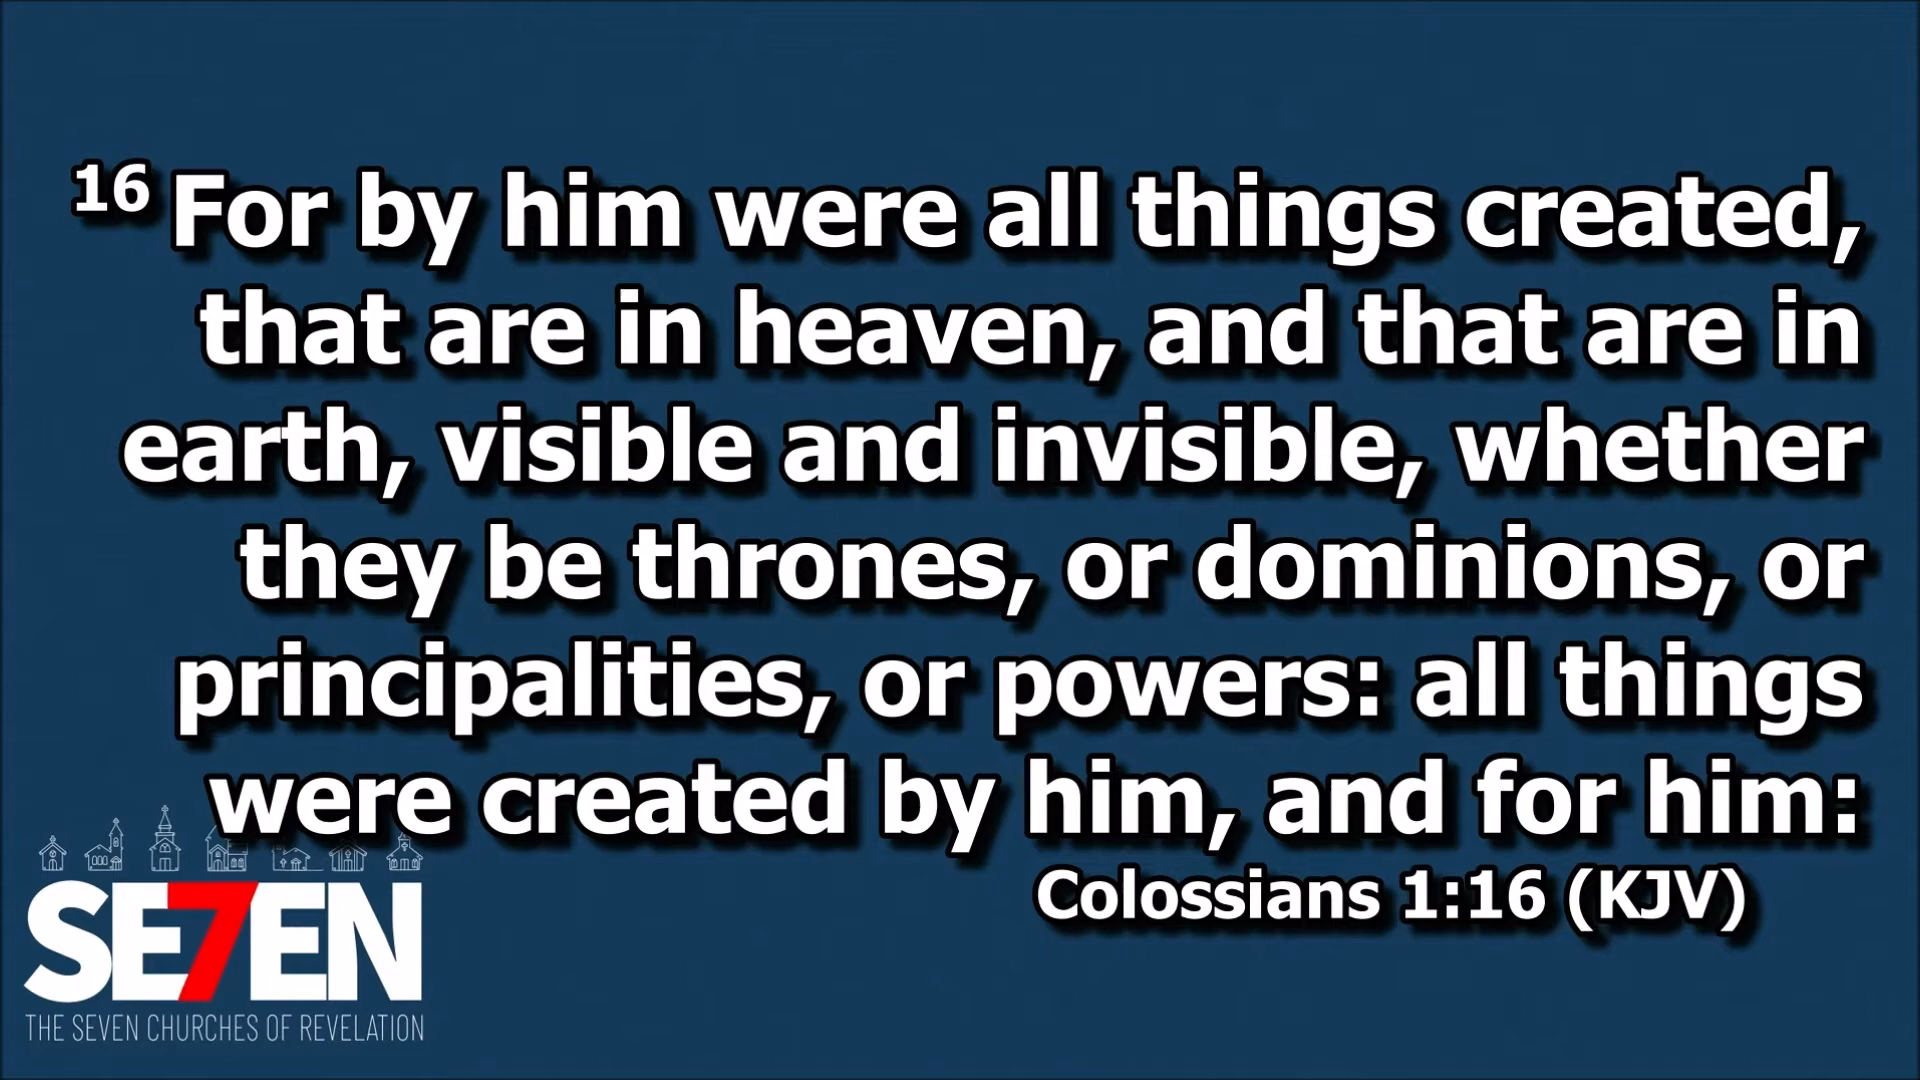 16 For by him were all things created,
that are in heaven, and that are in
earth, visible and invisible, whether
they be thrones, or dominions, or
principalities, or powers: all things
were created by him, and for him:
Colossians 1:16 (KJV)
SE7EN
THE SEVEN CHURCHES OF REVELATION